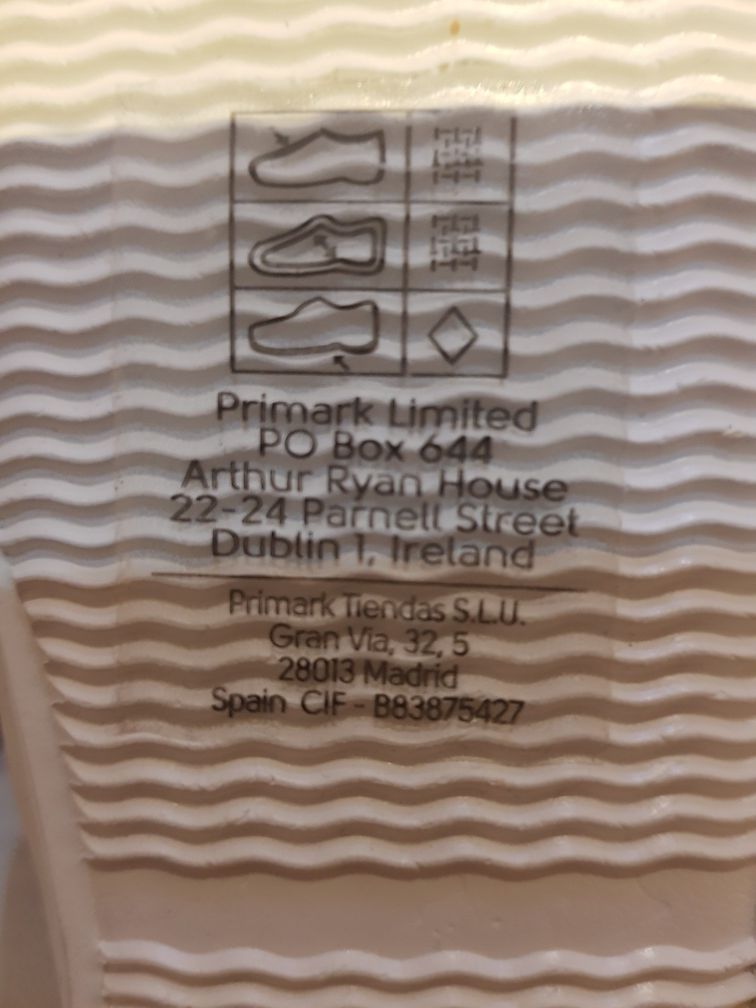 Primark Limited
PO Box 644
Arthur Ryan House
22-24 Parnell Street
Dublin 1, Ireland
Primark Tiendas S.L.U.
Gran Via, 32, 5
28013 Madrid
Spain CIF - B83875427